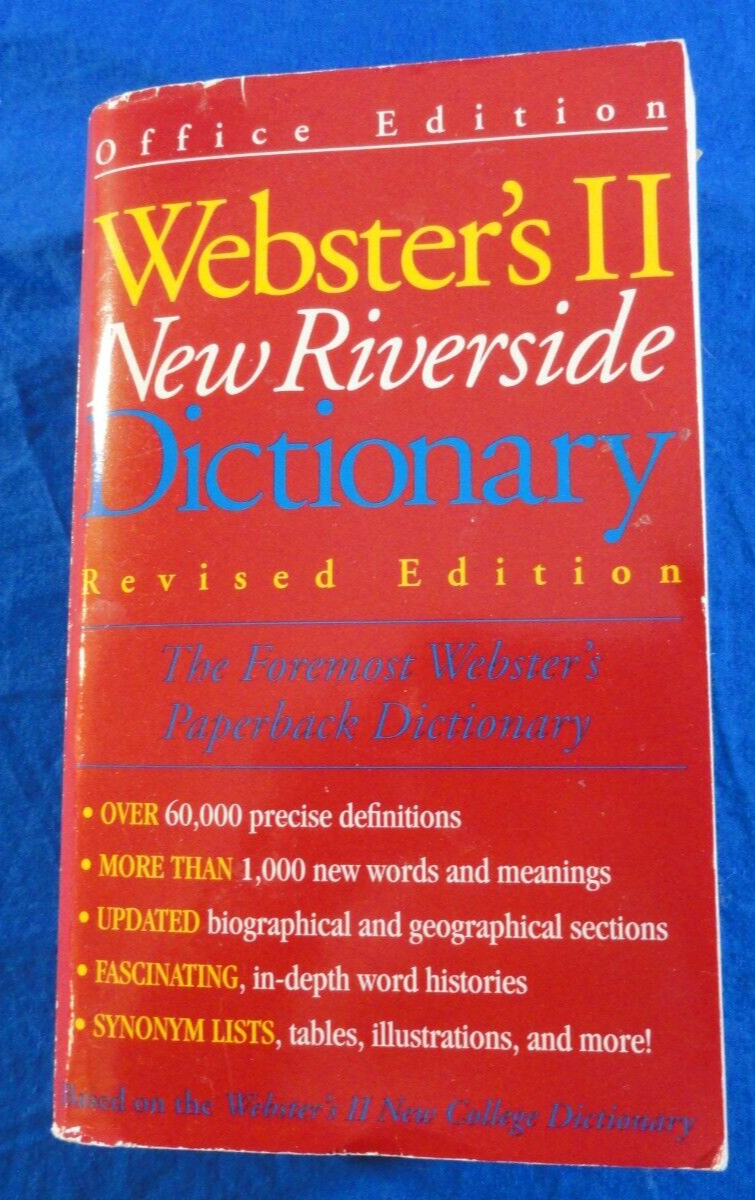 Office Edition
Webster's II
New Riverside
Dictionary
Revised Edition
The Foremost Webster's
Paperback Dictionary
• OVER 60,000 precise definitions
• MORE THAN 1,000 new words and meanings
• UPDATED biographical and geographical sections
• FASCINATING, in-depth word histories
• SYNONYM LISTS, tables, illustrations, and more!
Based on the Webster's II New College Dictionary